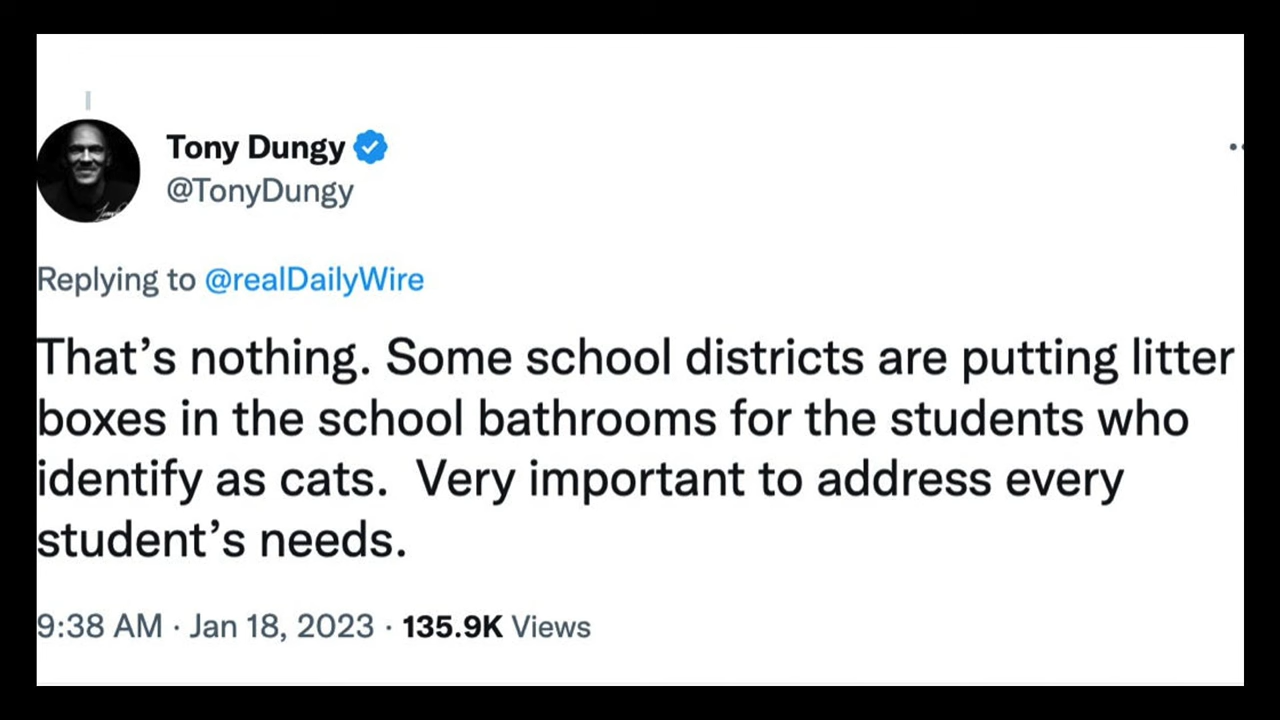 Tony Dungy
@TonyDungy
Replying to @realDailyWire
That’s nothing. Some school districts are putting litter
boxes in the school bathrooms for the students who
identify as cats.  Very important to address every
student’s needs.
9:38 AM · Jan 18, 2023 · 135.9K Views